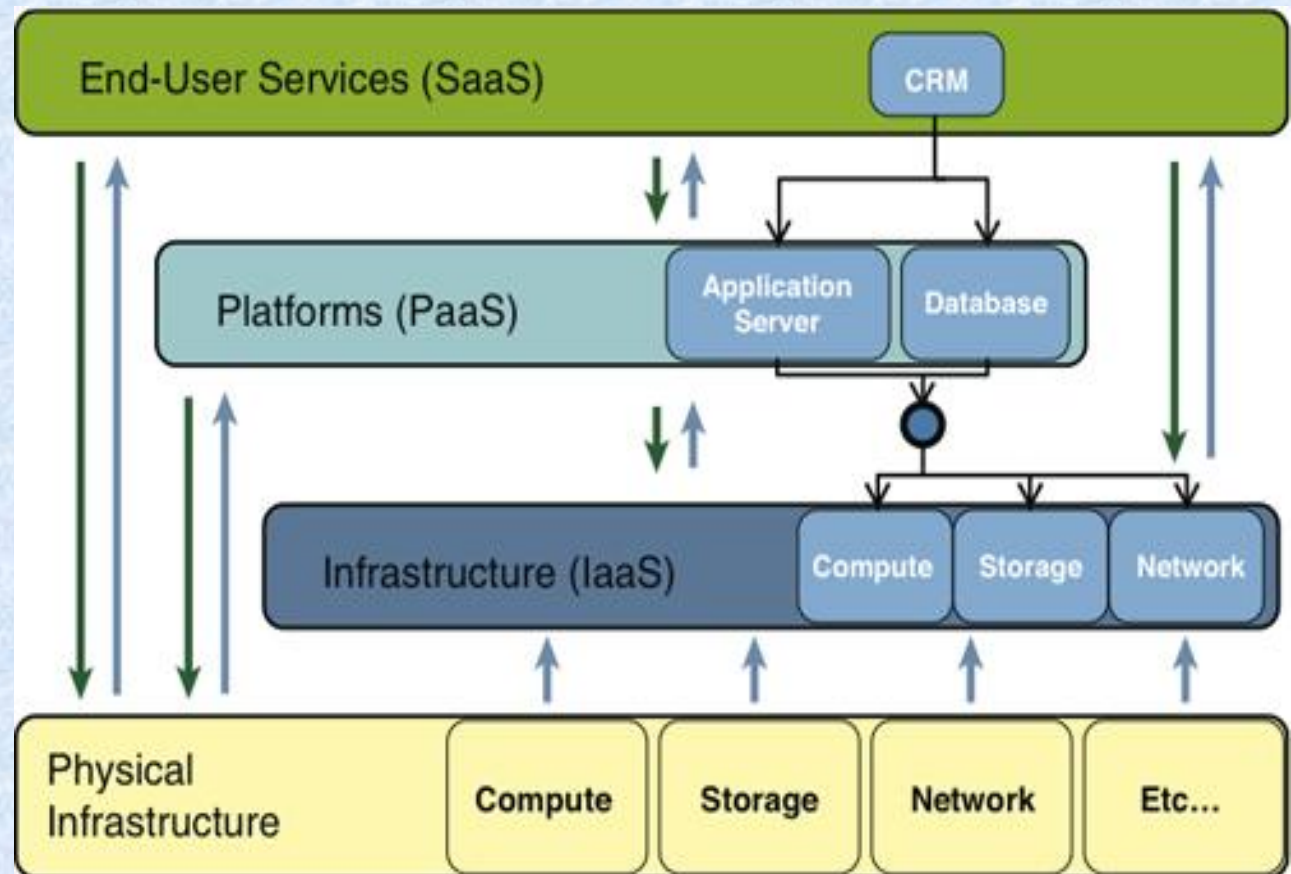 End-User Services (SaaS)
CRM
Platforms (PaaS)
Application
Server
Database
Infrastructure (IaaS)
Compute
Storage
Network
Physical
Infrastructure
Compute
Storage
Network
Etc...